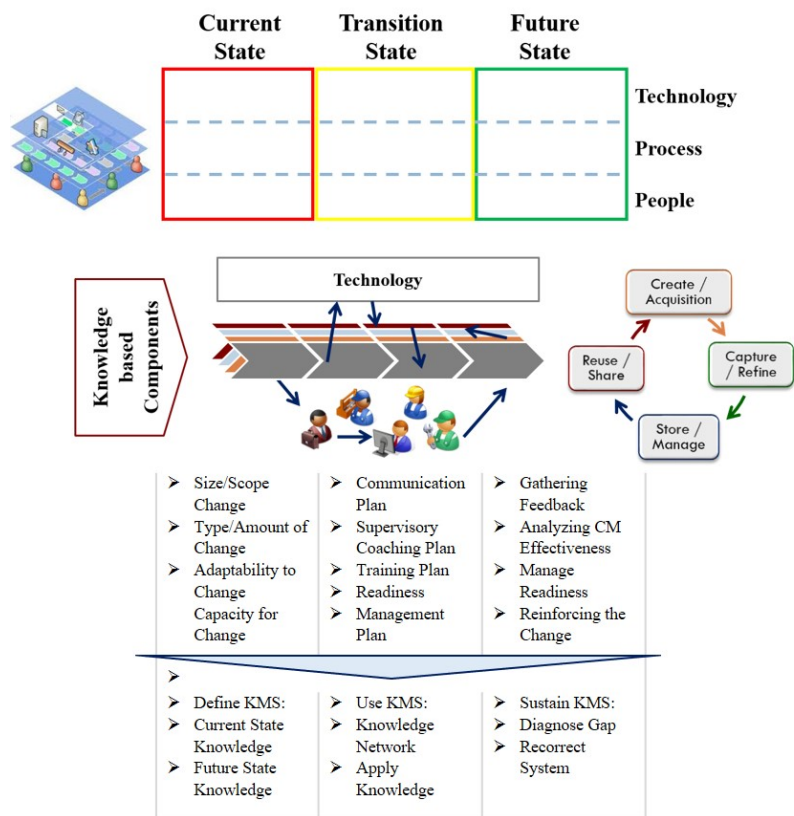 Current State
Transition State
Future State
Technology
Process
People
Knowledge based Components
Technology
Create / Acquisition
Capture / Refine
Store / Manage
Reuse / Share
➤ Size/Scope
Change
➤ Type/Amount of
Change
➤ Adaptability to
Change
Capacity for
Change
➤ Communication
Plan
➤ Supervisory
Coaching Plan
➤ Training Plan
➤ Readiness
➤ Management
Plan
➤ Gathering
Feedback
➤ Analyzing CM
Effectiveness
➤ Manage
Readiness
➤ Reinforcing the
Change
➤
➤ Define KMS:
➤ Current State
Knowledge
➤ Future State
Knowledge
➤ Use KMS:
➤ Knowledge
Network
➤ Apply
Knowledge
➤ Sustain KMS:
➤ Diagnose Gap
➤ Recorrect
System